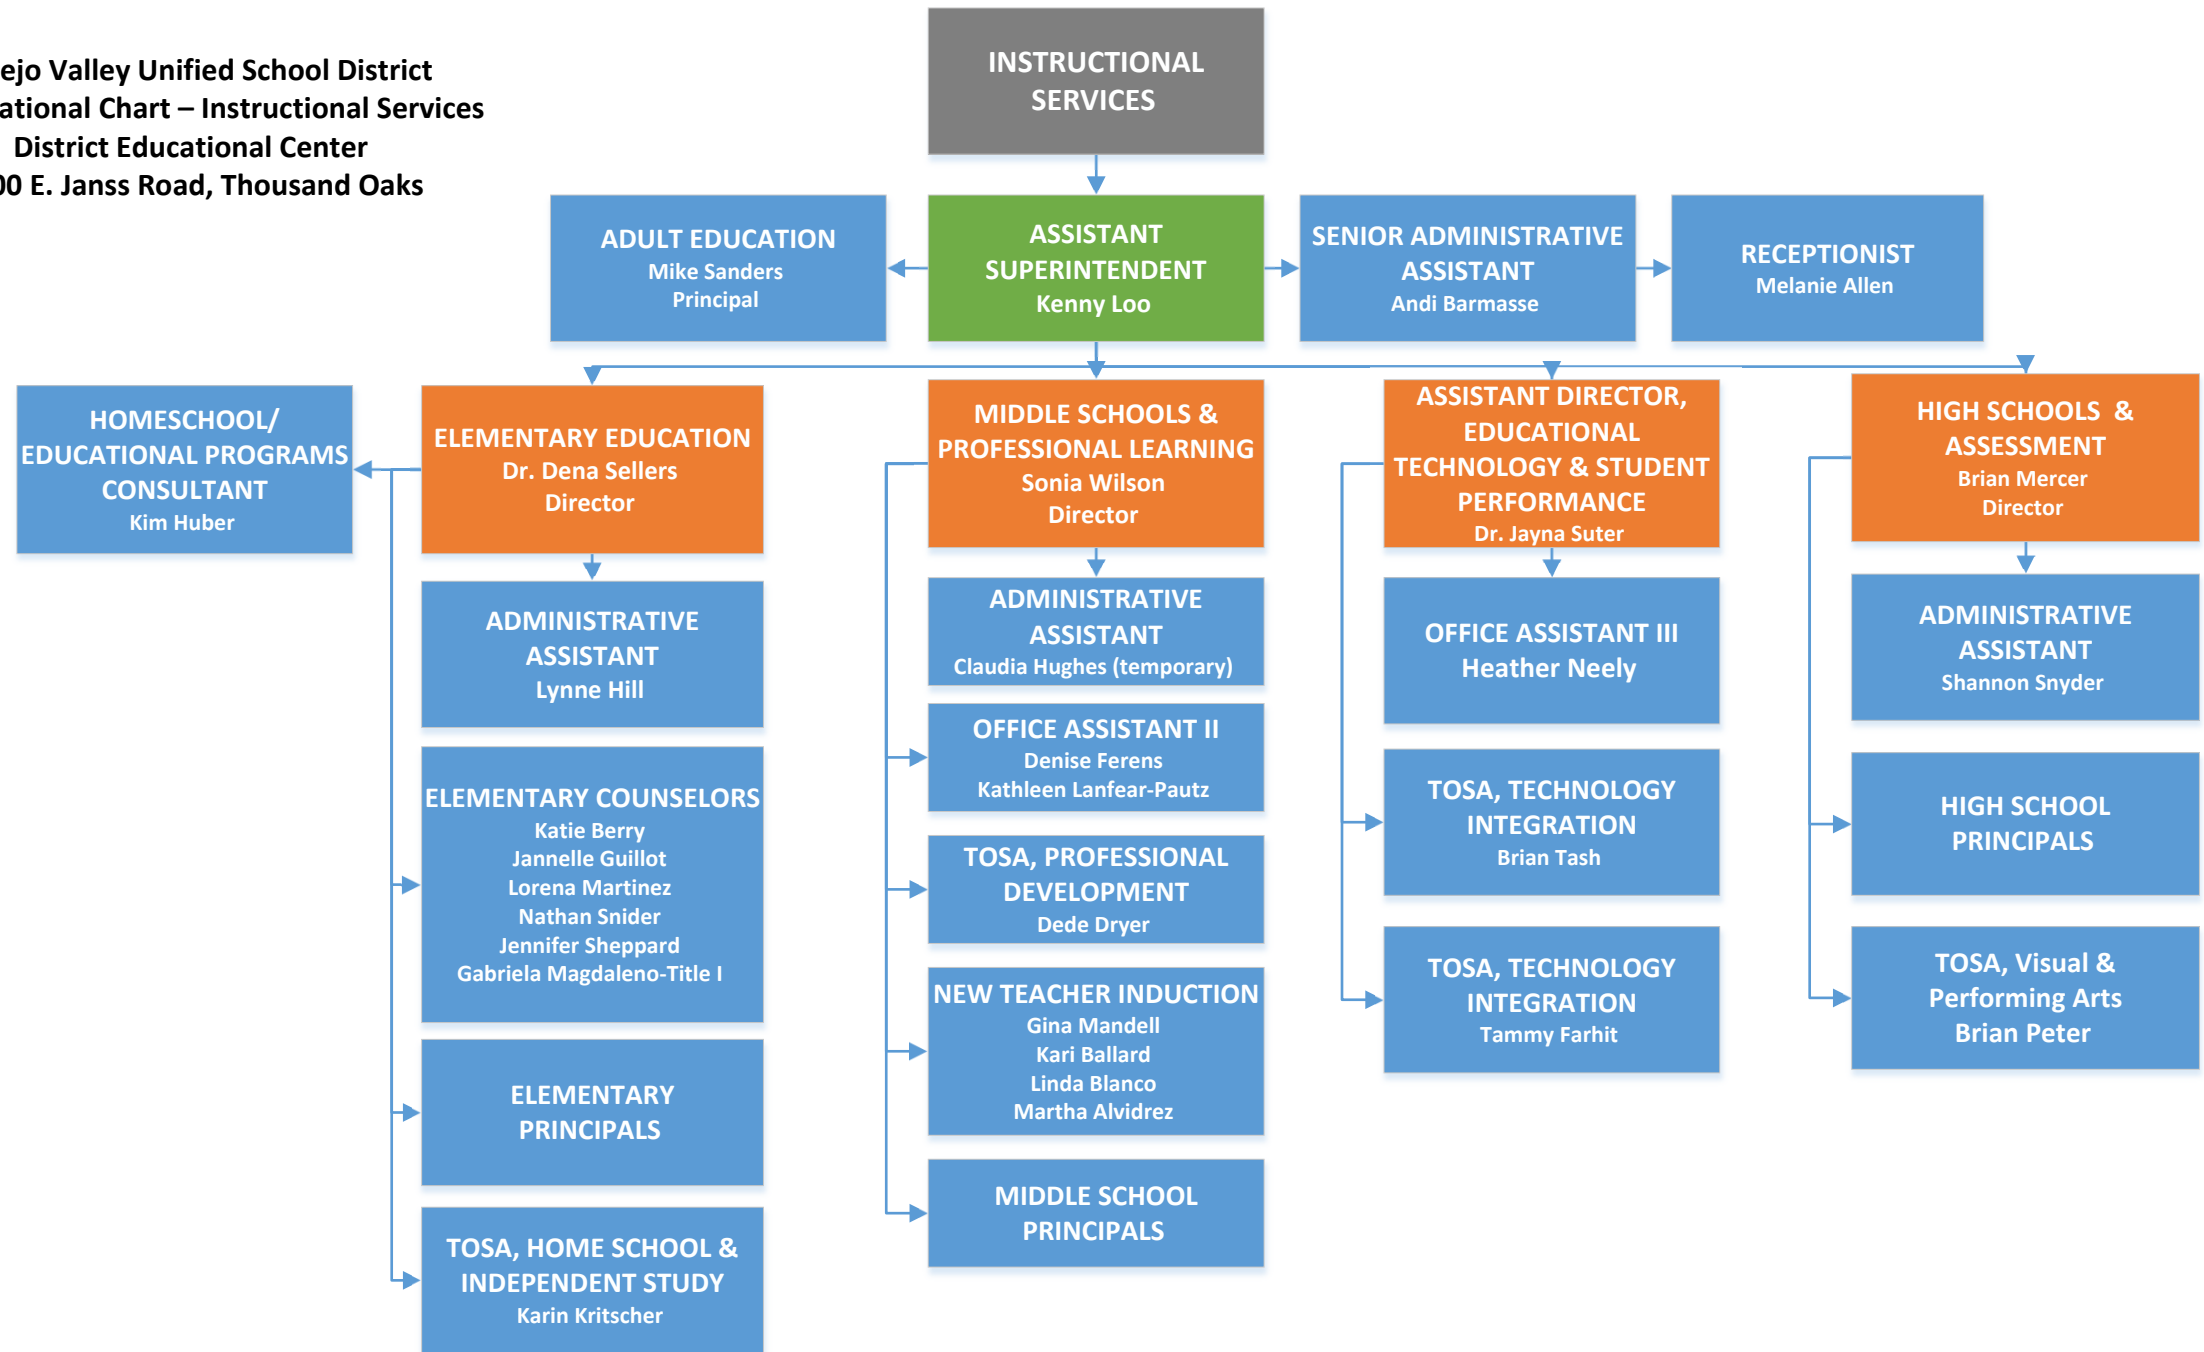 ejo Valley Unified School District
ational Chart – Instructional Services
District Educational Center
00 E. Janss Road, Thousand Oaks
INSTRUCTIONAL
SERVICES
ADULT EDUCATION
Mike Sanders
Principal
ASSISTANT
SUPERINTENDENT
Kenny Loo
SENIOR ADMINISTRATIVE
ASSISTANT
Andi Barmasse
RECEPTIONIST
Melanie Allen
HOMESCHOOL/
EDUCATIONAL PROGRAMS
CONSULTANT
Kim Huber
ELEMENTARY EDUCATION
Dr. Dena Sellers
Director
MIDDLE SCHOOLS &
PROFESSIONAL LEARNING
Sonia Wilson
Director
ASSISTANT DIRECTOR,
EDUCATIONAL
TECHNOLOGY & STUDENT
PERFORMANCE
Dr. Jayna Suter
HIGH SCHOOLS &
ASSESSMENT
Brian Mercer
Director
ADMINISTRATIVE
ASSISTANT
Lynne Hill
ELEMENTARY COUNSELORS
Katie Berry
Jannelle Guillot
Lorena Martinez
Nathan Snider
Jennifer Sheppard
Gabriela Magdaleno-Title I
ELEMENTARY
PRINCIPALS
TOSA, HOME SCHOOL &
INDEPENDENT STUDY
Karin Kritscher
ADMINISTRATIVE
ASSISTANT
Claudia Hughes (temporary)
OFFICE ASSISTANT II
Denise Ferens
Kathleen Lanfear-Pautz
TOSA, PROFESSIONAL
DEVELOPMENT
Dede Dryer
NEW TEACHER INDUCTION
Gina Mandell
Kari Ballard
Linda Blanco
Martha Alvidrez
MIDDLE SCHOOL
PRINCIPALS
OFFICE ASSISTANT III
Heather Neely
TOSA, TECHNOLOGY
INTEGRATION
Brian Tash
TOSA, TECHNOLOGY
INTEGRATION
Tammy Farhit
ADMINISTRATIVE
ASSISTANT
Shannon Snyder
HIGH SCHOOL
PRINCIPALS
TOSA, Visual &
Performing Arts
Brian Peter